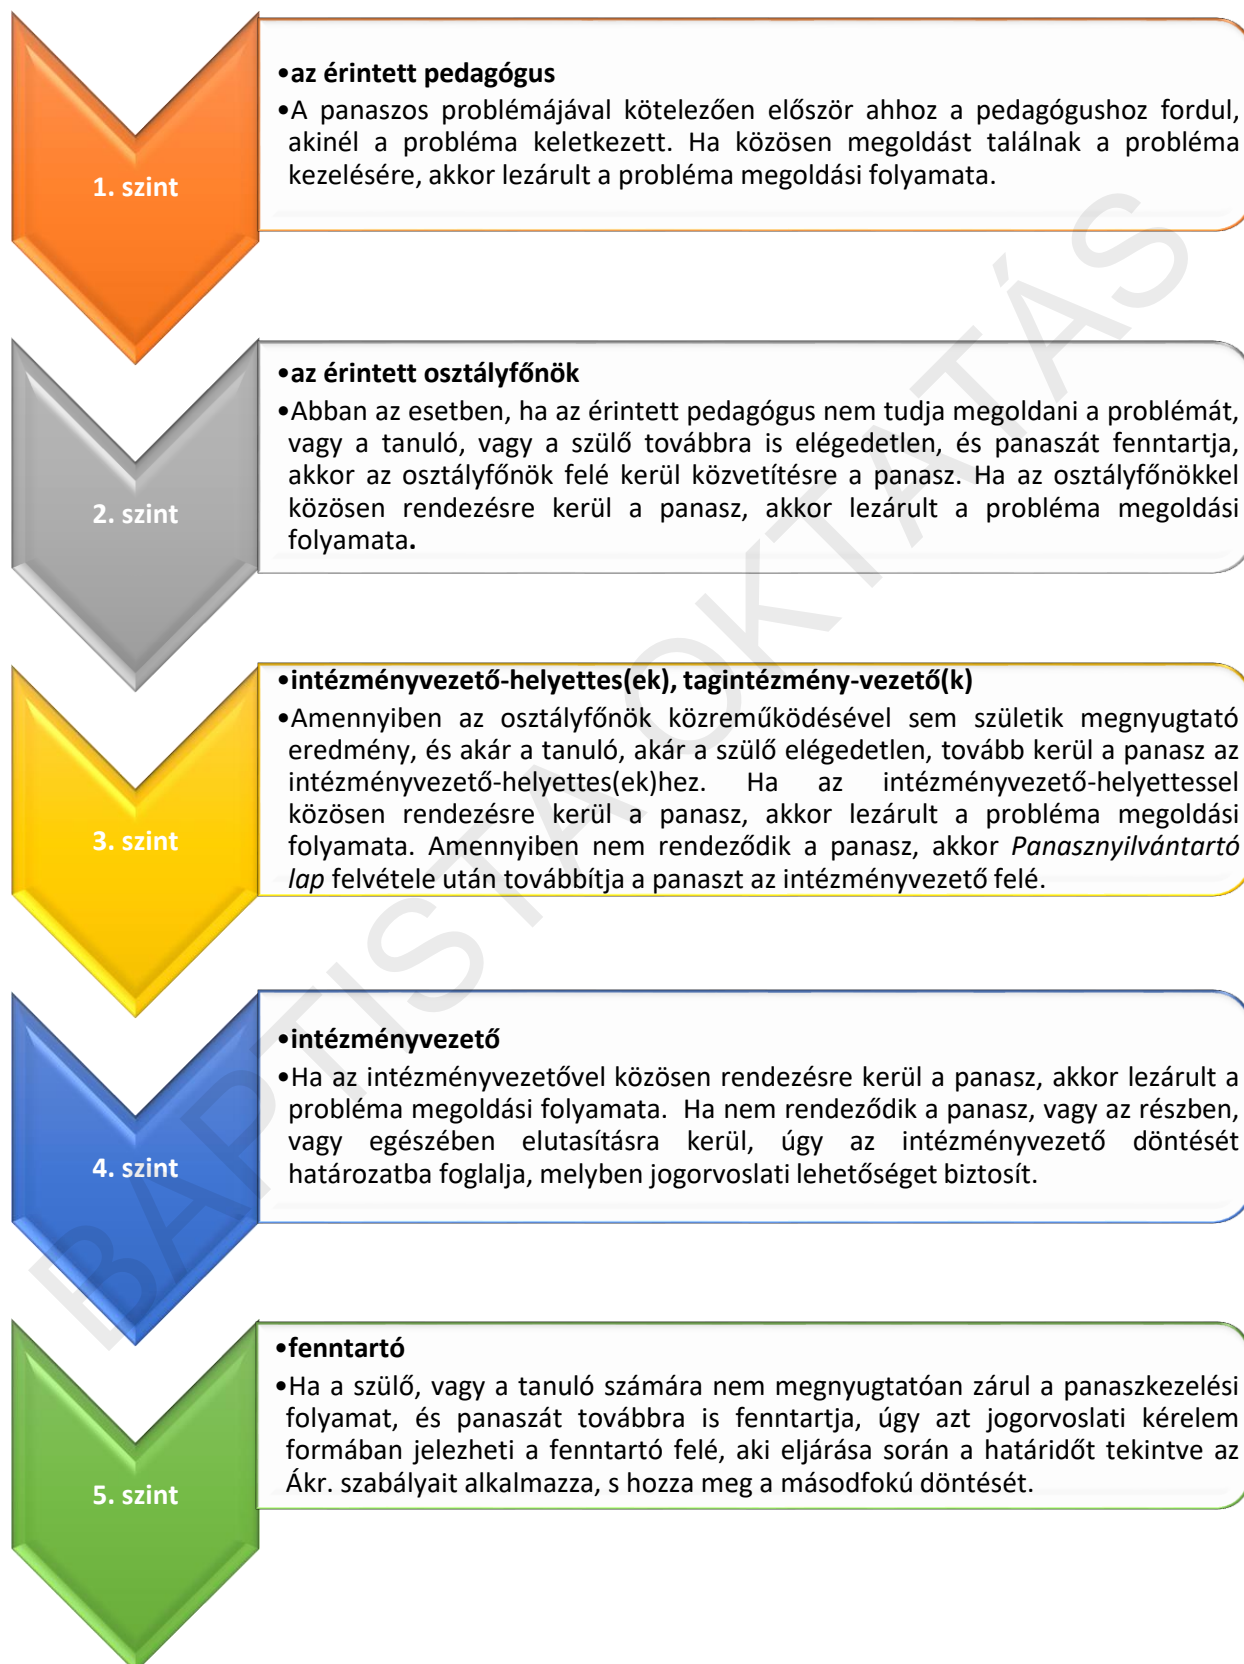 1. szint
•az érintett pedagógus
•A panaszos problémájával kötelezően először ahhoz a pedagógushoz fordul,
akinél a probléma keletkezett. Ha közösen megoldást találnak a probléma
kezelésére, akkor lezárult a probléma megoldási folyamata.
2. szint
•az érintett osztályfőnök
•Abban az esetben, ha az érintett pedagógus nem tudja megoldani a problémát,
vagy a tanuló, vagy a szülő továbbra is elégedetlen, és panaszát fenntartja,
akkor az osztályfőnök felé kerül közvetítésre a panasz. Ha az osztályfőnökkel
közösen rendezésre kerül a panasz, akkor lezárult a probléma megoldási
folyamata.
3. szint
•intézményvezető-helyettes(ek), tagintézmény-vezető(k)
•Amennyiben az osztályfőnök közreműködésével sem születik megnyugtató
eredmény, és akár a tanuló, akár a szülő elégedetlen, tovább kerül a panasz az
intézményvezető-helyettes(ek)hez. Ha az intézményvezető-helyettessel
közösen rendezésre kerül a panasz, akkor lezárult a probléma megoldási
folyamata. Amennyiben nem rendeződik a panasz, akkor Panasznyilvántartó
lap felvétele után továbbítja a panaszt az intézményvezető felé.
4. szint
•intézményvezető
•Ha az intézményvezetővel közösen rendezésre kerül a panasz, akkor lezárult a
probléma megoldási folyamata.  Ha nem rendeződik a panasz, vagy az részben,
vagy egészében elutasításra kerül, úgy az intézményvezető döntését
határozatba foglalja, melyben jogorvoslati lehetőséget biztosít.
5. szint
•fenntartó
•Ha a szülő, vagy a tanuló számára nem megnyugtatóan zárul a panaszkezelési
folyamat, és panaszát továbbra is fenntartja, úgy azt jogorvoslati kérelem
formában jelezheti a fenntartó felé, aki eljárása során a határidőt tekintve az
Ákr. szabályait alkalmazza, s hozza meg a másodfokú döntését.
BAPTISTA OKTATÁS